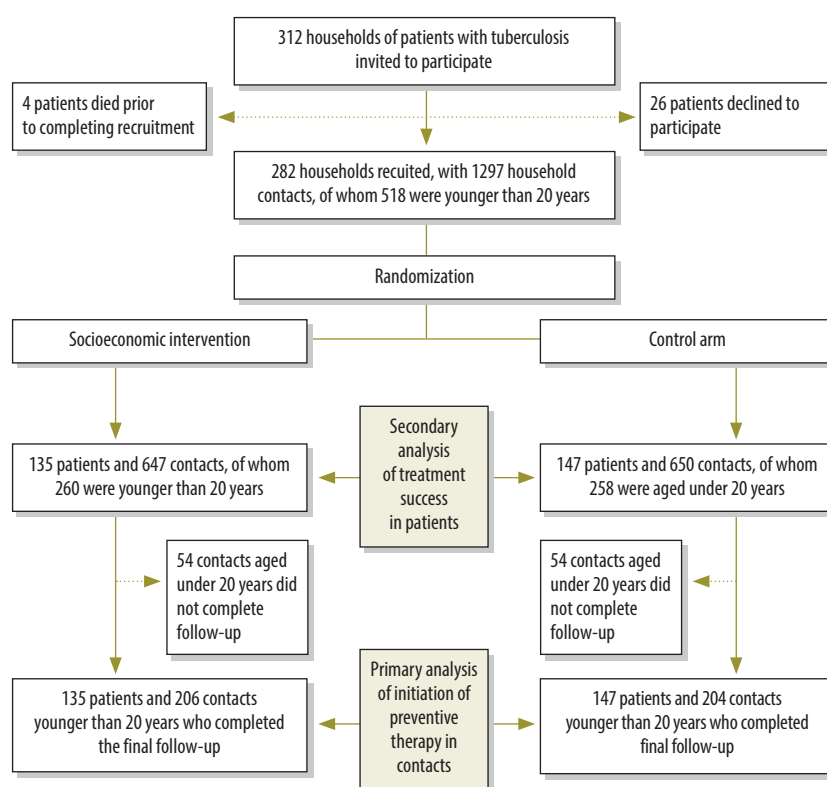 312 households of patients with tuberculosis
invited to participate
4 patients died prior
to completing recruitment
26 patients declined to
participate
282 households recuited, with 1297 household
contacts, of whom 518 were younger than 20 years
Randomization
Socioeconomic intervention
Control arm
135 patients and 647 contacts, of whom
260 were younger than 20 years
Secondary
analysis
of treatment
success
in patients
147 patients and 650 contacts, of whom
258 were aged under 20 years
54 contacts aged
under 20 years did
not complete
follow-up
54 contacts aged
under 20 years did
not complete
follow-up
135 patients and 206 contacts
younger than 20 years who completed
the final follow-up
Primary analysis
of initiation of
preventive
therapy in
contacts
147 patients and 204 contacts
younger than 20 years who completed
final follow-up